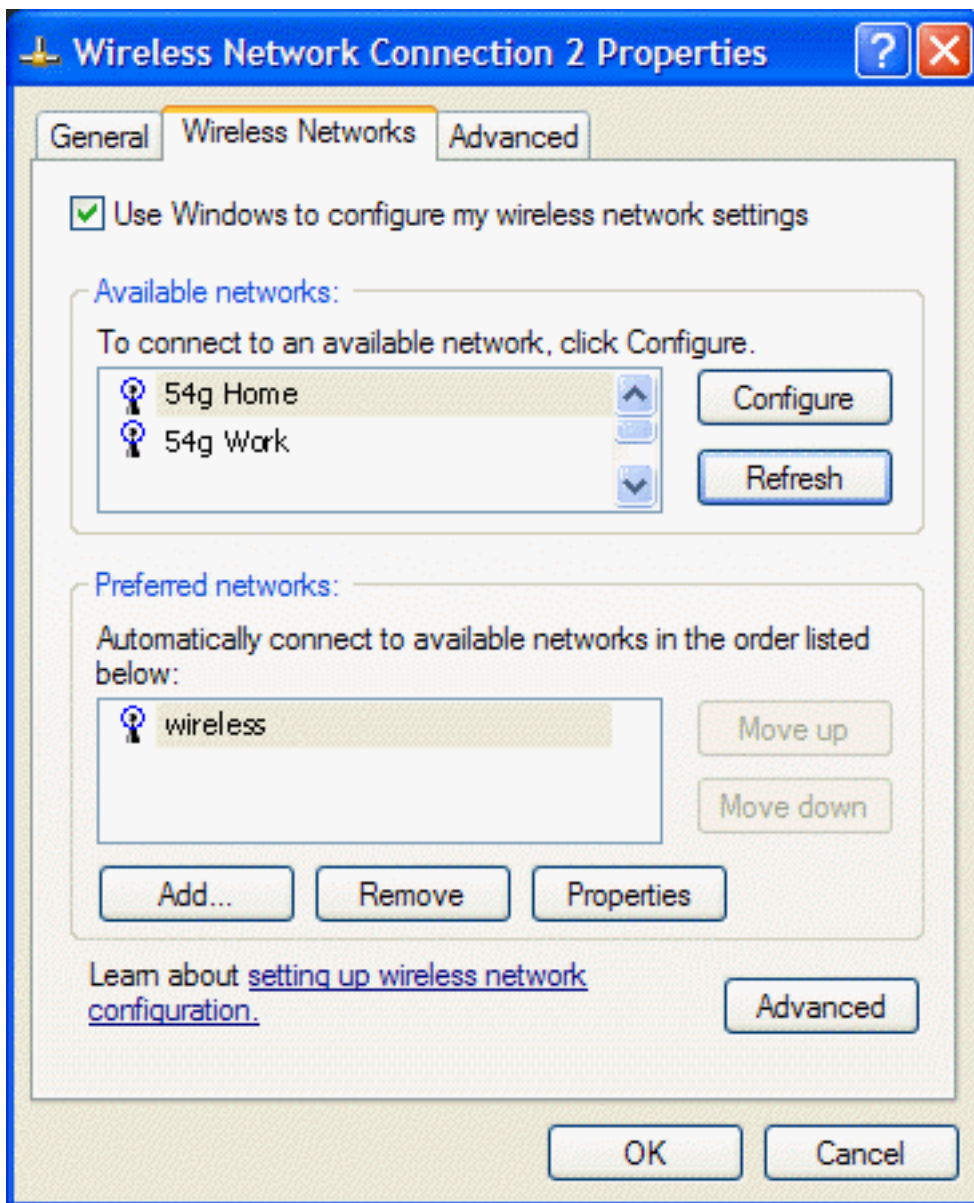 Wireless Network Connection 2 Properties
General Wireless Networks Advanced
Use Windows to configure my wireless network settings
Available networks:
To connect to an available network, click Configure.
54g Home
Configure
54g Work
Refresh
Preferred networks:
Automatically connect to available networks in the order listed
below:
wireless
Move up
Move down
Add... Remove Properties
Learn about setting up wireless network
configuration.
Advanced
OK Cancel